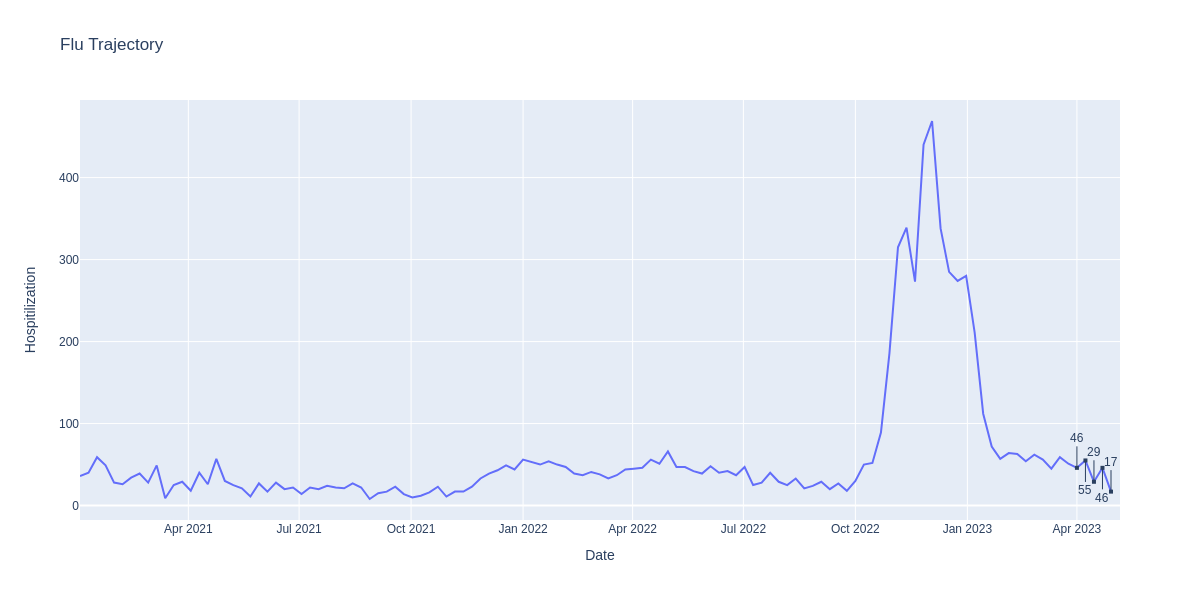 Flu Trajectory
Hospitilization
400
300
200
100
0
46
29
17
55
46
Apr 2021
Jul 2021
Oct 2021
Jan 2022
Apr 2022
Jul 2022
Oct 2022
Jan 2023
Apr 2023
Date